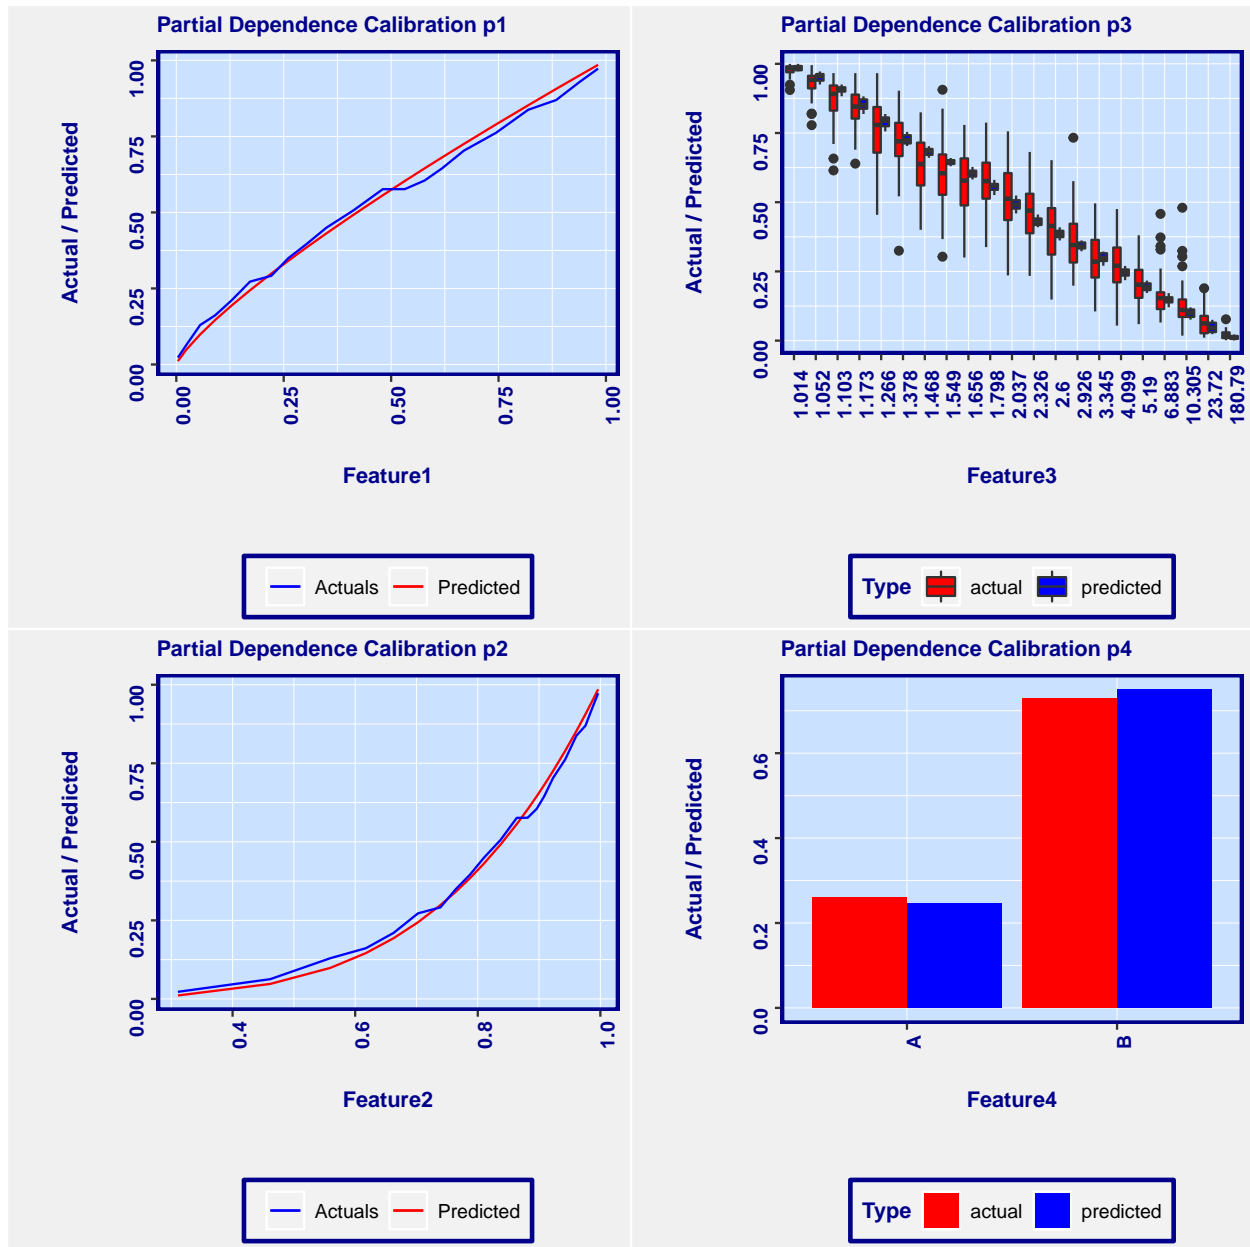 Partial Dependence Calibration p1
Actual / Predicted
1.00
0.75
0.50
0.25
0.00
0.00 0.25 0.50 0.75 1.00
Feature1
Actuals Predicted
Partial Dependence Calibration p3
Actual / Predicted
1.00
0.75
0.50
0.25
0.00
1.014 1.052 1.103 1.173 1.266 1.378 1.468 1.549 1.656 1.798 2.037 2.326 2.6 2.926 3.345 4.099 5.19 6.883 10.305 23.72 180.79
Feature3
Type actual predicted
Partial Dependence Calibration p2
Actual / Predicted
1.00
0.75
0.50
0.25
0.00
0.4 0.6 0.8 1.0
Feature2
Actuals Predicted
Partial Dependence Calibration p4
Actual / Predicted
0.6
0.4
0.2
0.0
A B
Feature4
Type actual predicted